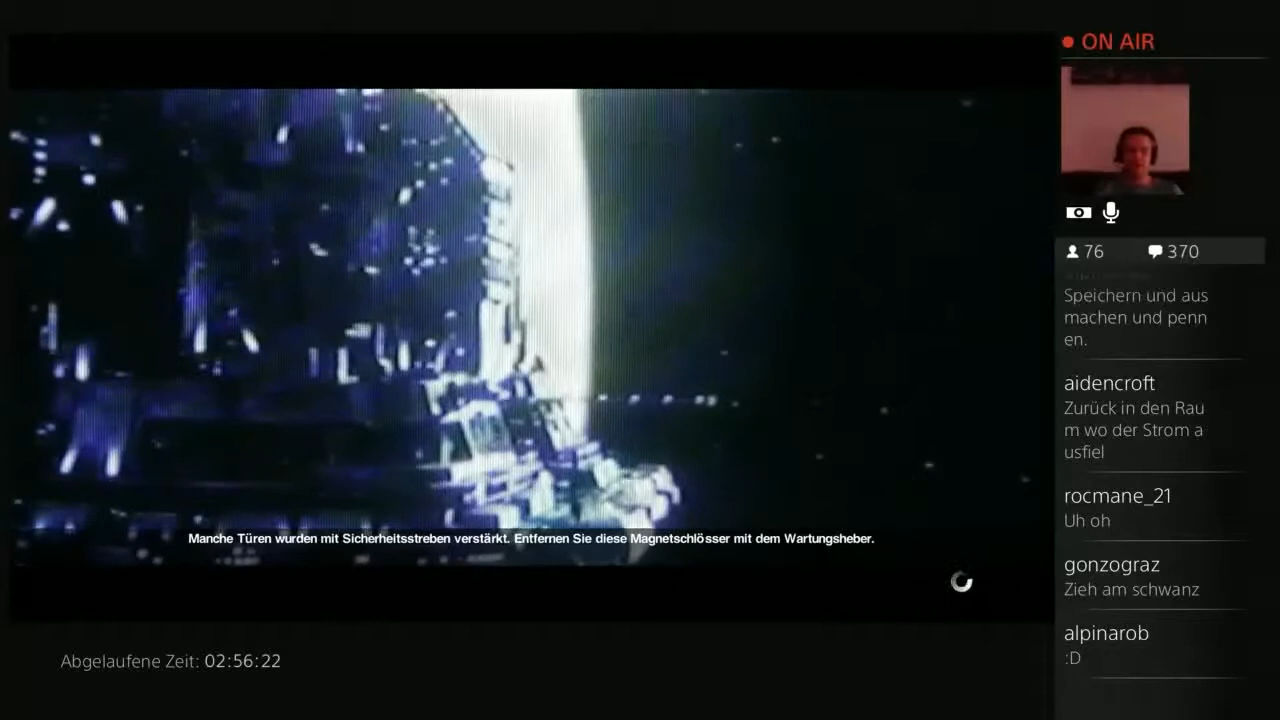 ON AIR
76 370
Speichern und aus
machen und penn
en.
aidencroft
Zurück in den Rau
m wo der Strom a
usfiel
rocmane_21
Uh oh
gonzograz
Zieh am schwanz
alpinarob
:D
Manche Türen wurden mit Sicherheitsstreben verstärkt. Entfernen Sie diese Magnetschlösser mit dem Wartungsheber.
Abgelaufene Zeit: 02:56:22